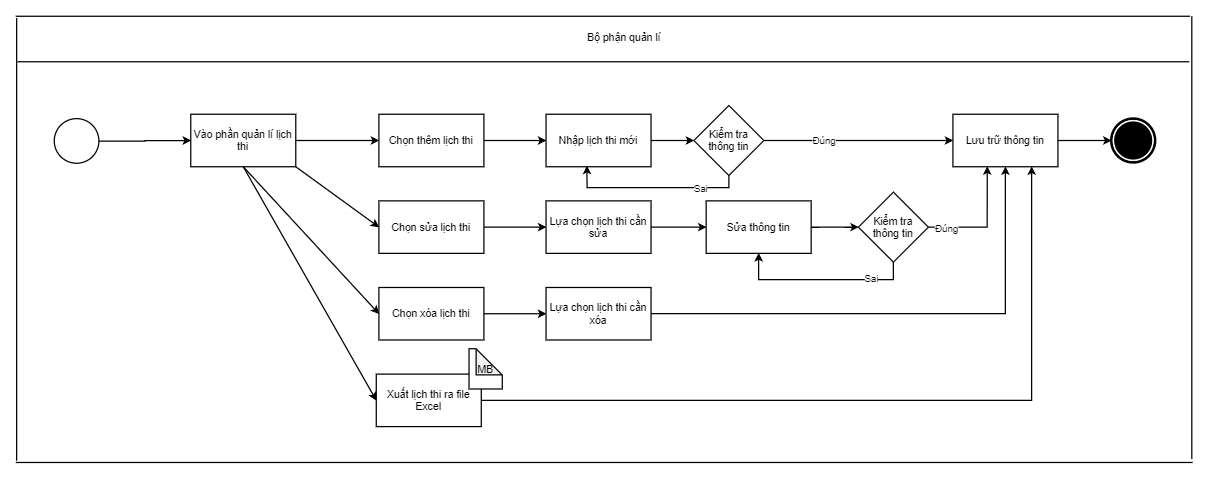 Bộ phận quản lí
Vào phần quản lí lịch
thi
Chọn thêm lịch thi
Nhập lịch thi mới
Kiểm tra
thông tin
Đúng
Lưu trữ thông tin
Sai
Chọn sửa lịch thi
Lựa chọn lịch thi cần
sửa
Sửa thông tin
Kiểm tra
thông tin
Đúng
Sai
Chọn xóa lịch thi
Lựa chọn lịch thi cần
xóa
MB
Xuất lịch thi ra file
Excel